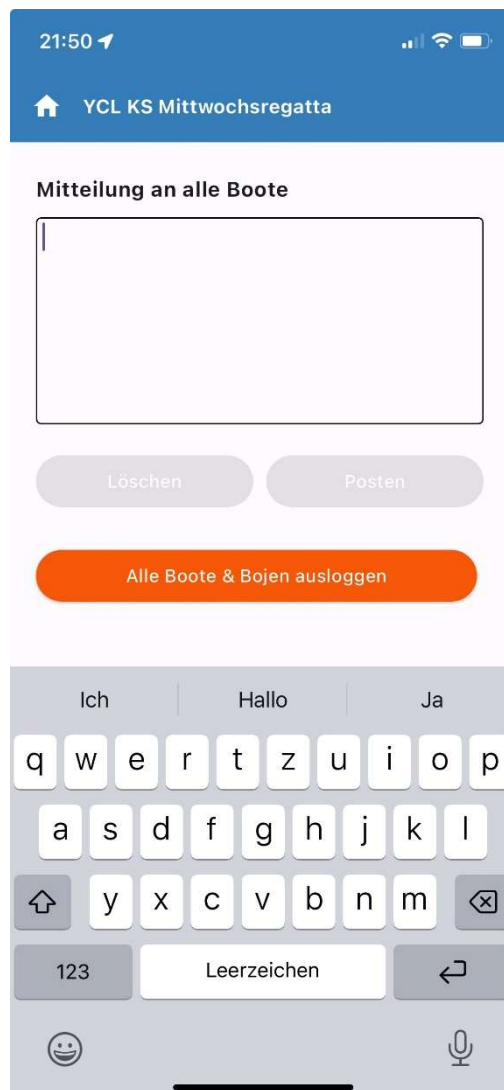 21:50
YCL KS Mittwochsregatta
Mitteilung an alle Boote
Löschen Posten
Alle Boote & Bojen ausloggen
Ich Hallo Ja
q w e r t z u i o p
a s d f g h j k l
y x c v b n m
123 Leerzeichen